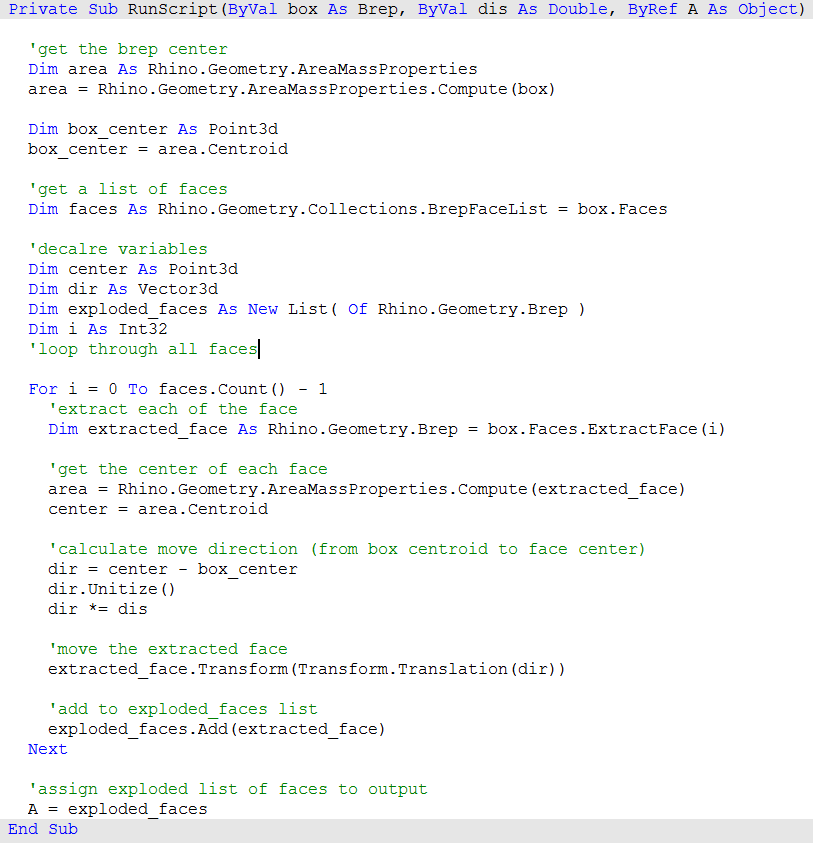 Private Sub RunScript(ByVal box As Brep, ByVal dis As Double, ByRef A As Object)
'get the brep center
Dim area As Rhino.Geometry.AreaMassProperties
area = Rhino.Geometry.AreaMassProperties.Compute(box)
Dim box_center As Point3d
box_center = area.Centroid
'get a list of faces
Dim faces As Rhino.Geometry.Collections.BrepFaceList = box.Faces
'decalre variables
Dim center As Point3d
Dim dir As Vector3d
Dim exploded_faces As New List( Of Rhino.Geometry.Brep )
Dim i As Int32
'loop through all faces
For i = 0 To faces.Count() - 1
'extract each of the face
Dim extracted_face As Rhino.Geometry.Brep = box.Faces.ExtractFace(i)
'get the center of each face
area = Rhino.Geometry.AreaMassProperties.Compute(extracted_face)
center = area.Centroid
'calculate move direction (from box centroid to face center)
dir = center - box_center
dir.Unitize()
dir *= dis
'move the extracted face
extracted_face.Transform(Transform.Translation(dir))
'add to exploded_faces list
exploded_faces.Add(extracted_face)
Next
'assign exploded list of faces to output
A = exploded_faces
End Sub